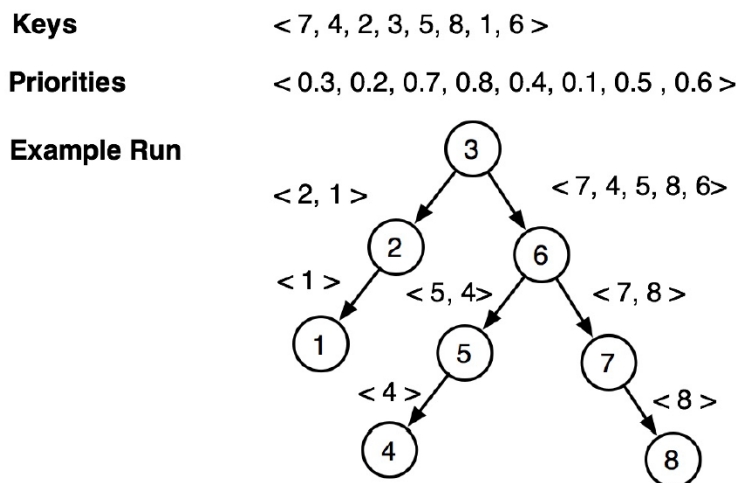 Keys < 7, 4, 2, 3, 5, 8, 1, 6 >
Priorities < 0.3, 0.2, 0.7, 0.8, 0.4, 0.1, 0.5 , 0.6 >
Example Run
3
< 2, 1 > < 7, 4, 5, 8, 6>
2 6
< 1 > < 5, 4> < 7, 8 >
1 5 7
< 4 > < 8 >
4 8